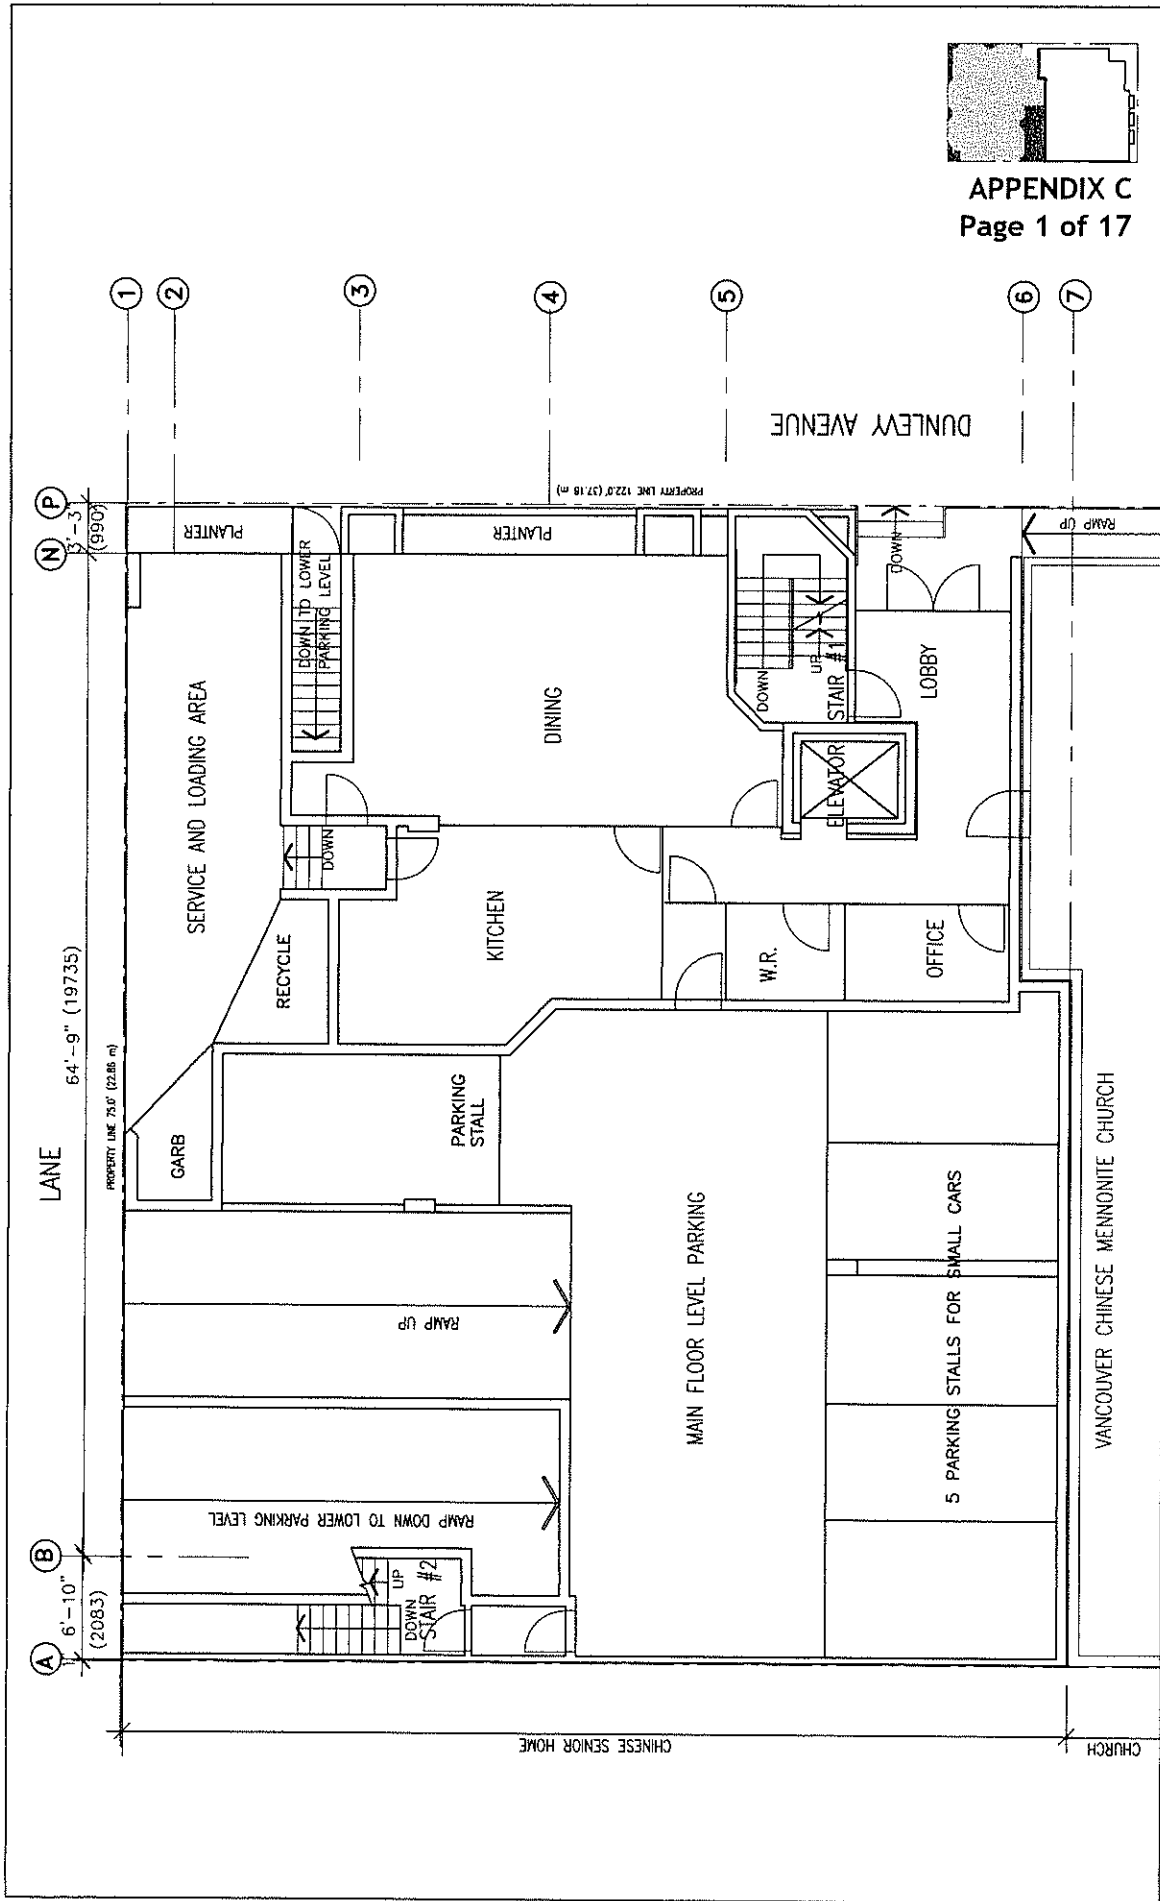 APPENDIX C
Page 1 of 17
1
2
3
4
5
6
7
P
N
B
A
3'-3"
(990)
64'-9" (19735)
6'-10"
(2083)
LANE
PROPERTY LINE 75.0' (22.86 m)
DUNLEVY AVENUE
PROPERTY LINE 122.0' (37.18 m)
PLANTER
PLANTER
SERVICE AND LOADING AREA
DOWN TO LOWER
PARKING LEVEL
DINING
DOWN
UP
STAIR #1
ELEVATOR
LOBBY
DOWN
RAMP UP
DOWN
KITCHEN
RECYCLE
GARB
W.R.
OFFICE
PARKING
STALL
RAMP UP
MAIN FLOOR LEVEL PARKING
5 PARKING STALLS FOR SMALL CARS
RAMP DOWN TO LOWER PARKING LEVEL
UP
DOWN
STAIR #2
VANCOUVER CHINESE MENNONITE CHURCH
CHINESE SENIOR HOME
CHURCH